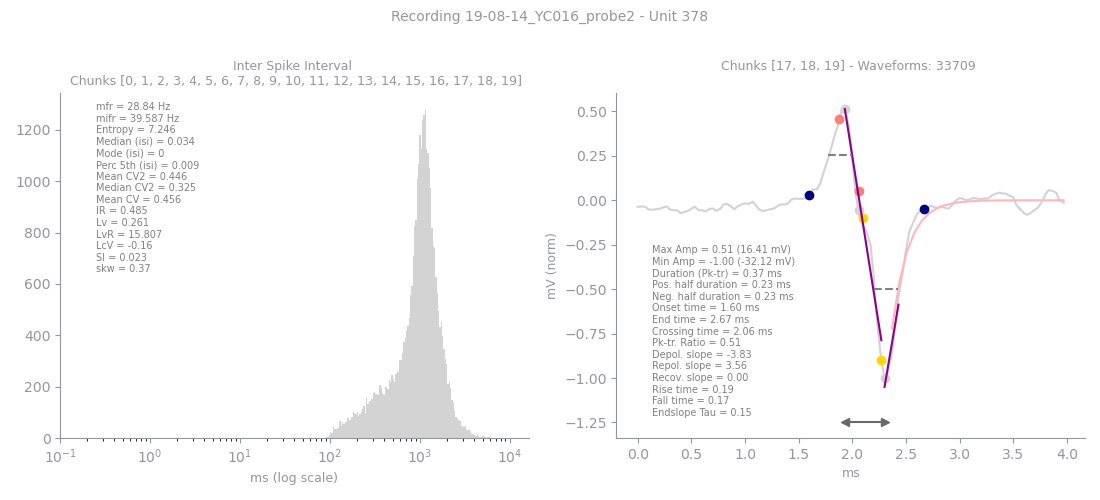 Recording 19-08-14_YC016_probe2 - Unit 378
Inter Spike Interval
Chunks [0, 1, 2, 3, 4, 5, 6, 7, 8, 9, 10, 11, 12, 13, 14, 15, 16, 17, 18, 19]
mfr = 28.84 Hz
mifr = 39.587 Hz
Entropy = 7.246
Median (isi) = 0.034
Mode (isi) = 0
Perc 5th (isi) = 0.009
Mean CV2 = 0.446
Median CV2 = 0.325
Mean CV = 0.456
IR = 0.485
Lv = 0.261
LvR = 15.807
LcV = -0.16
SI = 0.023
skw = 0.37
1200
1000
800
600
400
200
0
10⁻¹ 10⁰ 10¹ 10² 10³ 10⁴
ms (log scale)
Chunks [17, 18, 19] - Waveforms: 33709
mV (norm)
0.50
0.25
0.00
−0.25
−0.50
−0.75
−1.00
−1.25
Max Amp = 0.51 (16.41 mV)
Min Amp = -1.00 (-32.12 mV)
Duration (Pk-tr) = 0.37 ms
Pos. half duration = 0.23 ms
Neg. half duration = 0.23 ms
Onset time = 1.60 ms
End time = 2.67 ms
Crossing time = 2.06 ms
Pk-tr. Ratio = 0.51
Depol. slope = -3.83
Repol. slope = 3.56
Recov. slope = 0.00
Rise time = 0.19
Fall time = 0.17
Endslope Tau = 0.15
0.0 0.5 1.0 1.5 2.0 2.5 3.0 3.5 4.0
ms